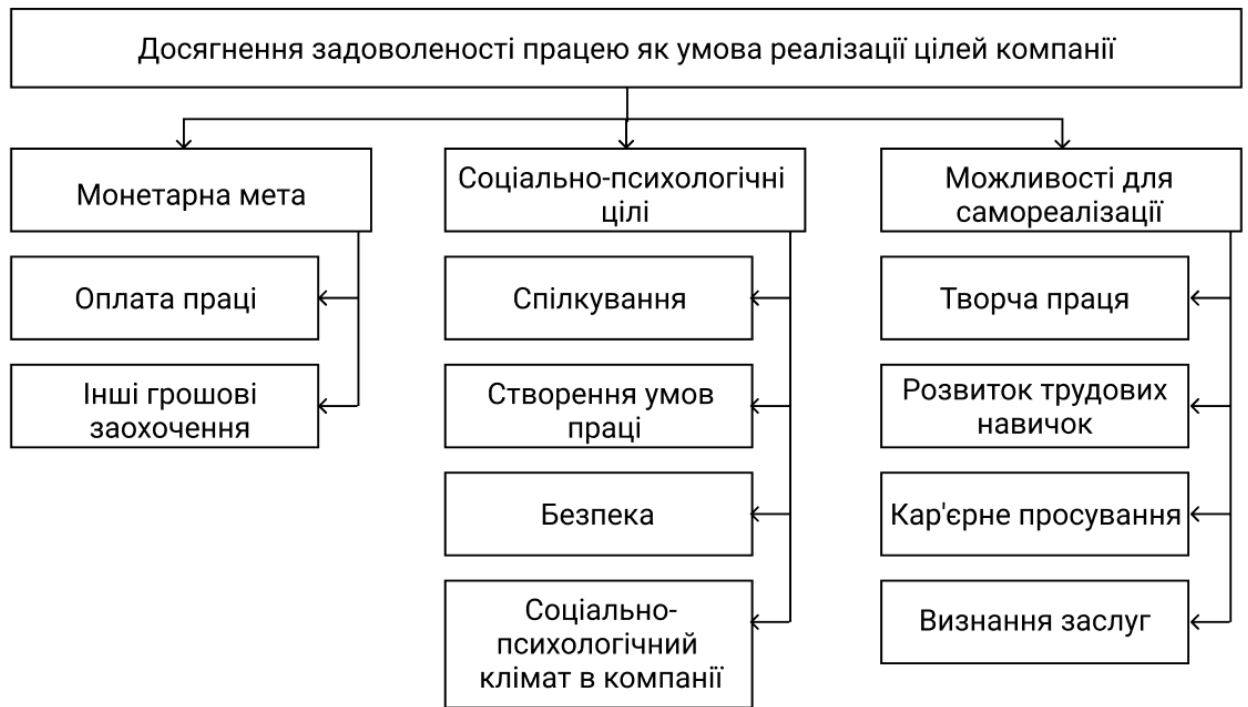 Досягнення задоволеності працею як умова реалізації цілей компанії
Монетарна мета
Соціально-психологічні
цілі
Можливості для
самореалізації
Оплата праці
Спілкування
Творча праця
Інші грошові
заохочення
Створення умов
праці
Розвиток трудових
навичок
Безпека
Кар'єрне просування
Соціально-
психологічний
клімат в компанії
Визнання заслуг